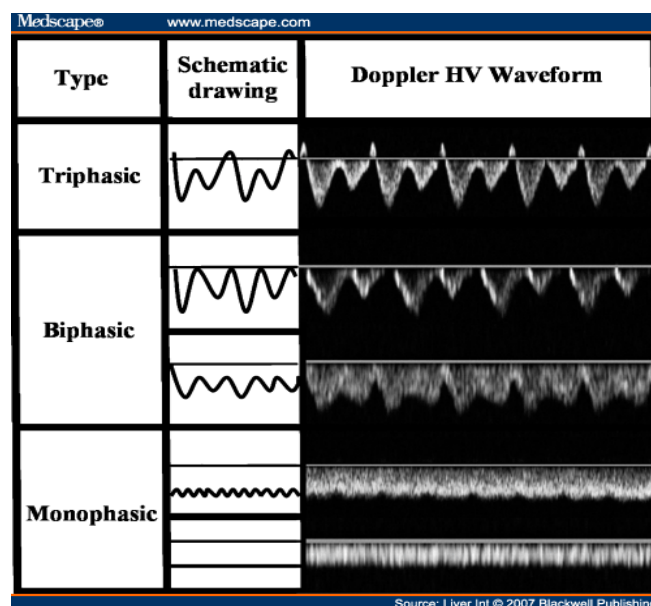 Medscape® www.medscape.com
Type
Schematic
drawing
Doppler HV Waveform
Triphasic
Biphasic
Monophasic
Source: Liver Int © 2007 Blackwell Publishing